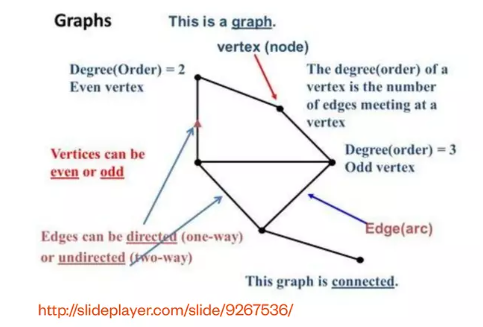 Graphs
This is a graph.
vertex (node)
Degree(Order) = 2
Even vertex
The degree(order) of a
vertex is the number
of edges meeting at a
vertex
Vertices can be
even or odd
Degree(order) = 3
Odd vertex
Edge(arc)
Edges can be directed (one-way)
or undirected (two-way)
This graph is connected.
http://slideplayer.com/slide/9267536/